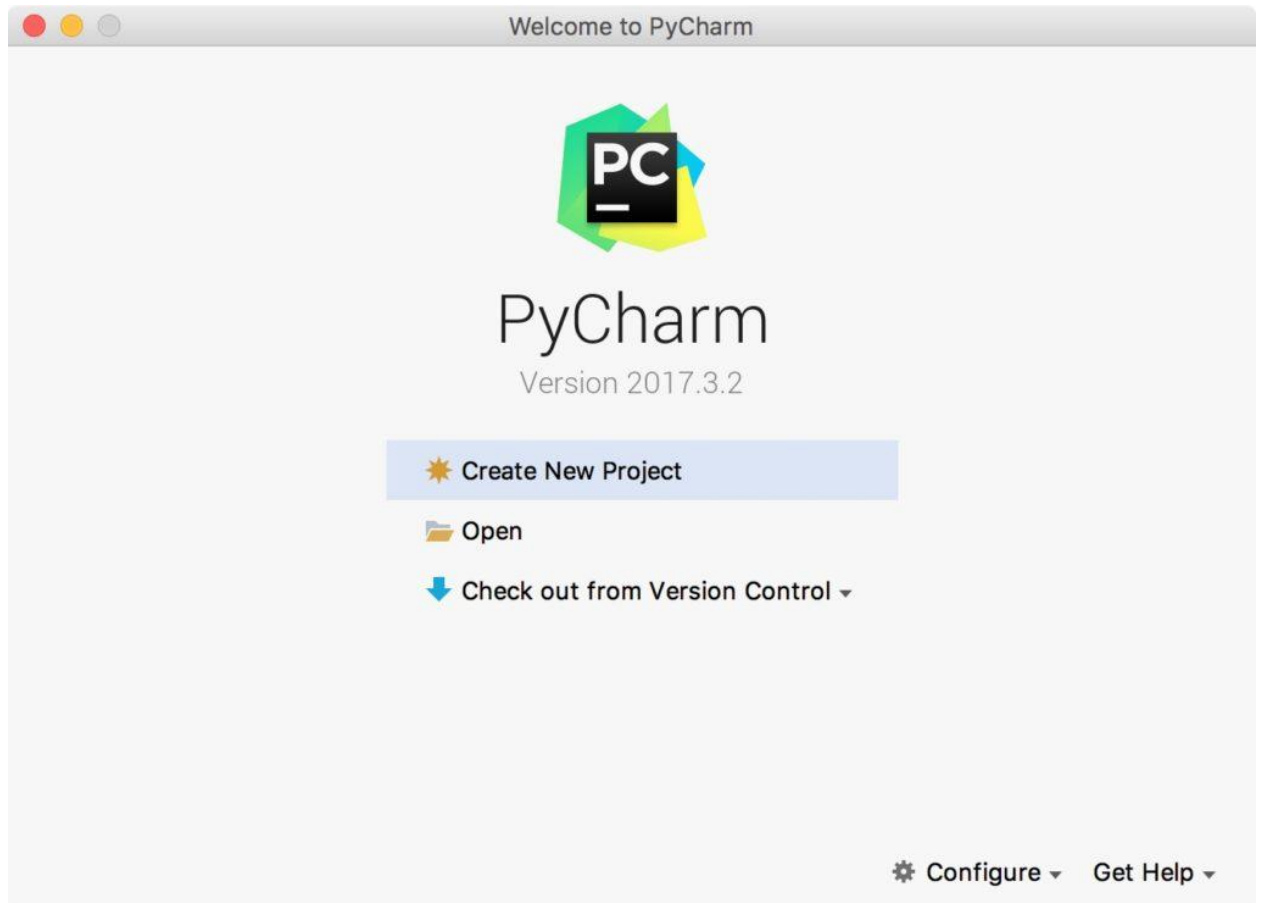 Welcome to PyCharm
PC
PyCharm
Version 2017.3.2
Create New Project
Open
Check out from Version Control
Configure Get Help